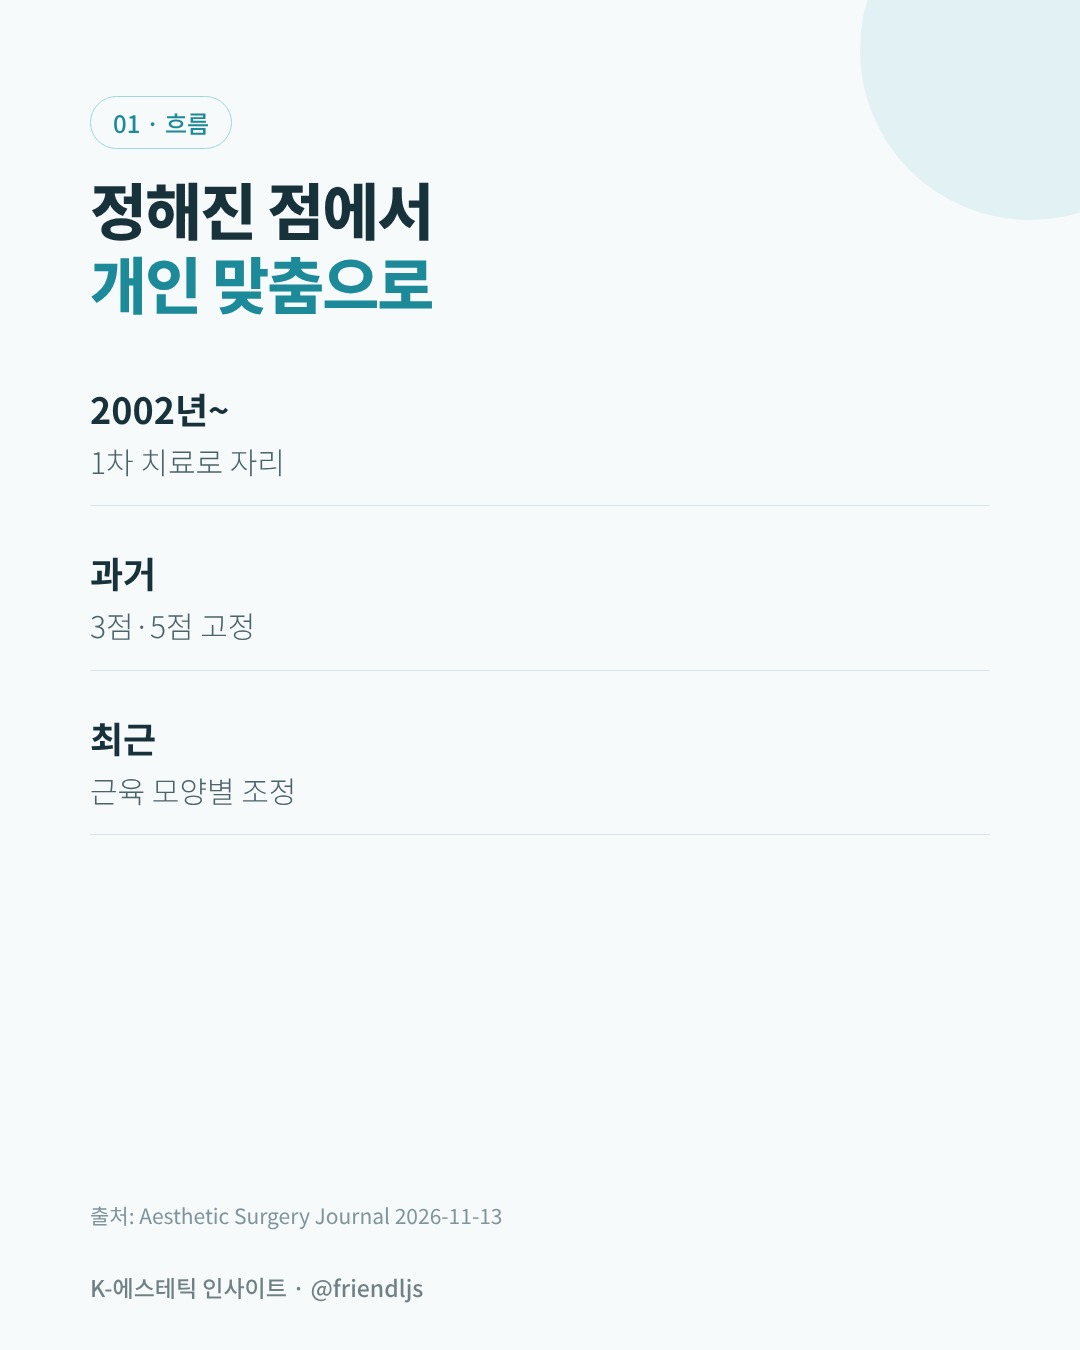 01 · 흐름
정해진 점에서
개인 맞춤으로
2002년~
1차 치료로 자리
과거
3점·5점 고정
최근
근육 모양별 조정
출처: Aesthetic Surgery Journal 2026-11-13
K-에스테틱 인사이트 · @friendljs